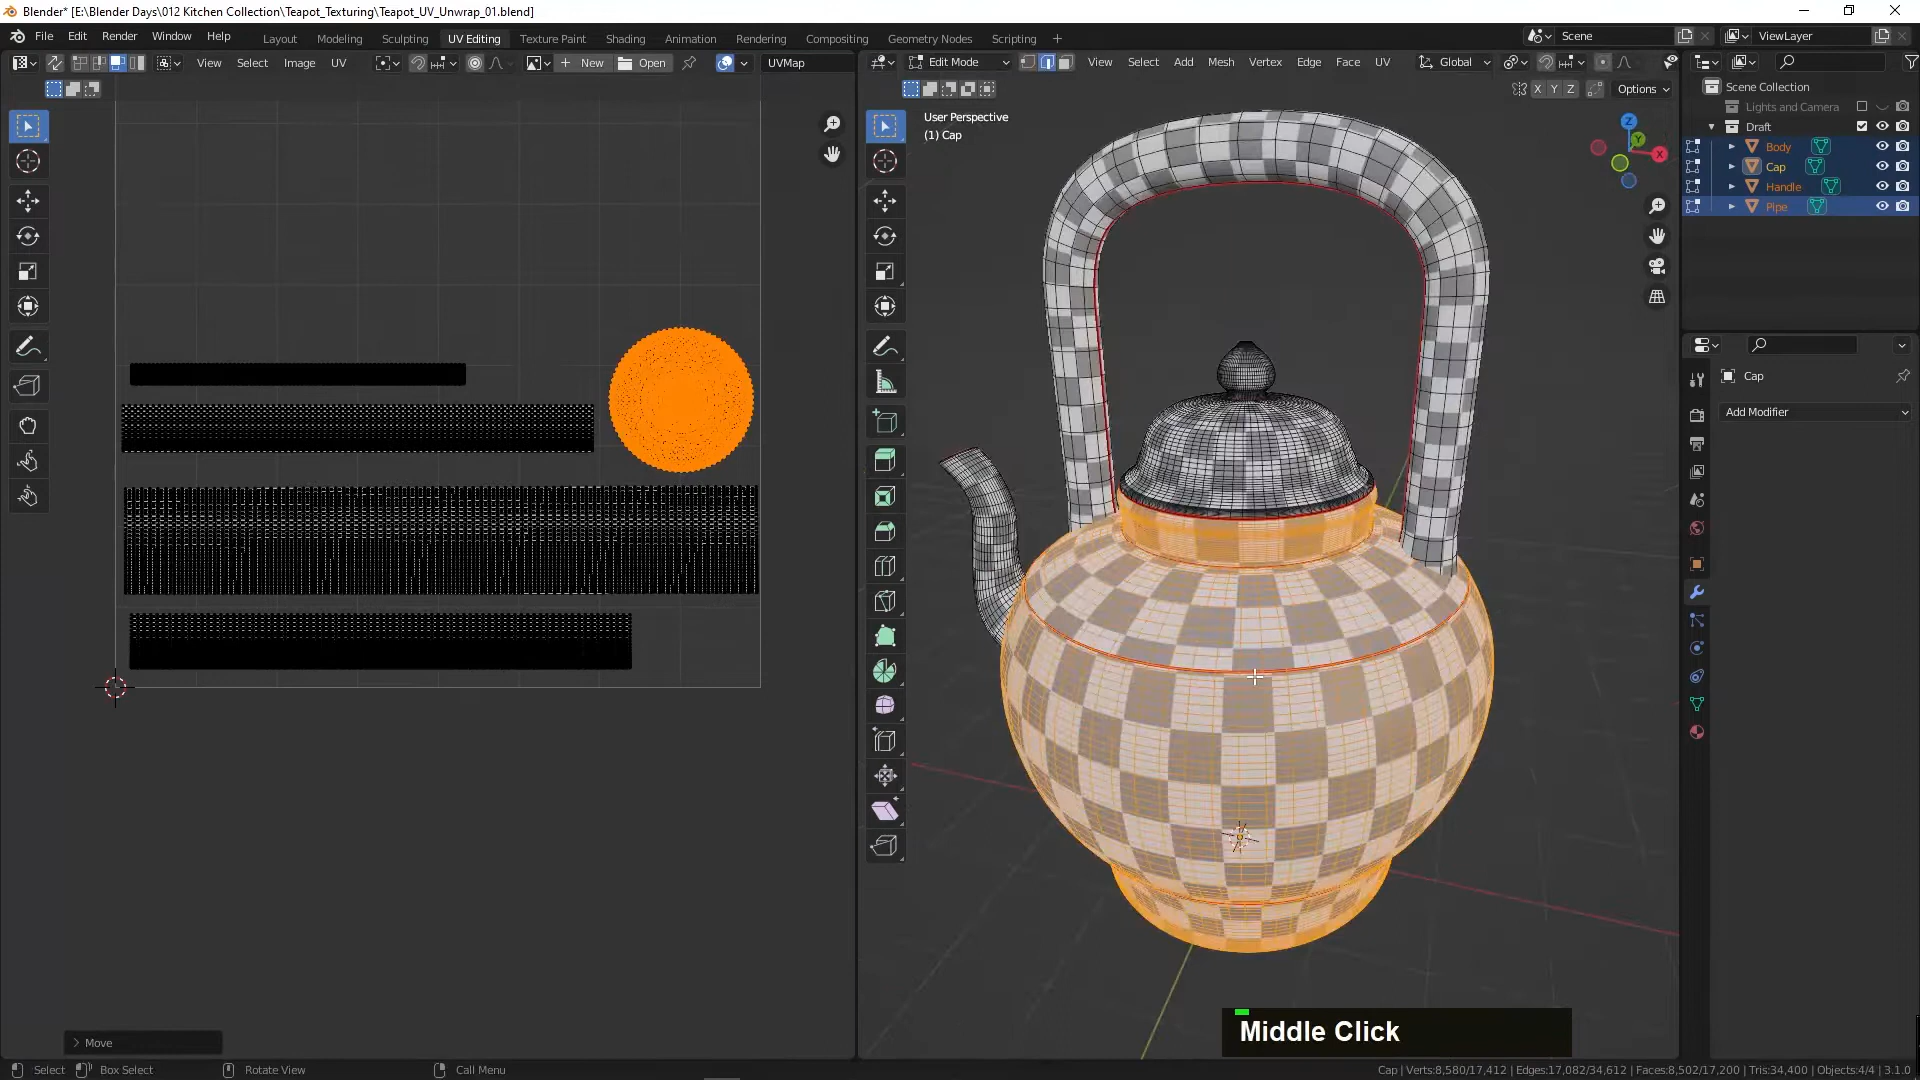 Blender* [E:\Blender Days\012 Kitchen Collection\Teapot_Texturing\Teapot_UV_Unwrap_01.blend]
File Edit Render Window Help Layout Modeling Sculpting UV Editing Texture Paint Shading Animation Rendering Compositing Geometry Nodes Scripting + Scene ViewLayer
View Select Image UV New Open UVMap Edit Mode View Select Add Mesh Vertex Edge Face UV Global
X Y Z Options
Scene Collection
Lights and Camera
Draft
Body
Cap
Handle
Pipe
User Perspective
(1) Cap
Z
Y
X
Cap
Add Modifier
Move
Middle Click
Select Box Select Rotate View Call Menu Cap | Verts:8,580/17,412 | Edges:17,082/34,612 | Faces:8,502/17,200 | Tris:34,400 | Objects:4/4 | 3.1.0